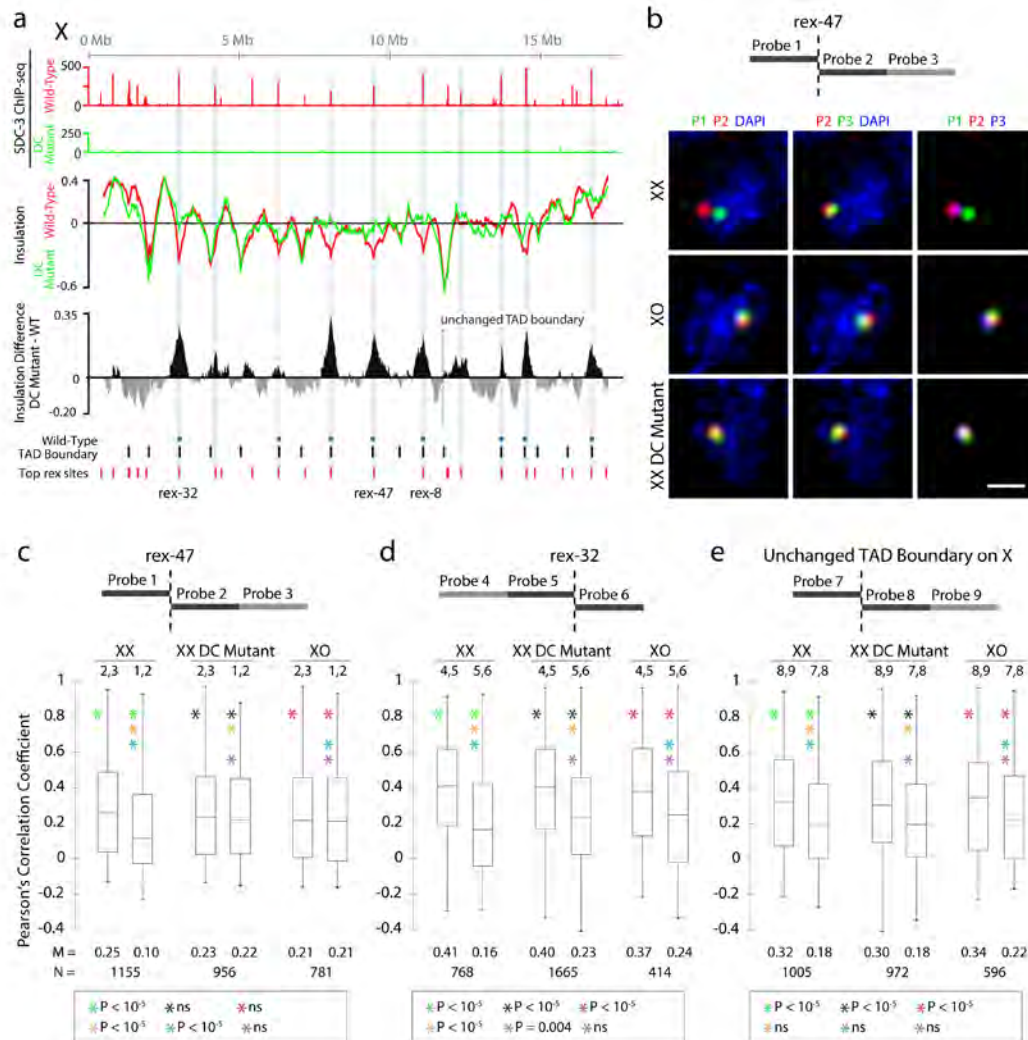 a
X
0 Mb 5 Mb 10 Mb 15 Mb
SDC-3 ChIP-seq
Wild-Type
500
0
DC Mutant
250
0
Insulation
Wild-Type
DC Mutant
0.4
0
-0.6
Insulation Difference
DC Mutant - WT
0.35
0
-0.20
unchanged TAD boundary
Wild-Type
TAD Boundary
Top rex sites
rex-32 rex-47 rex-8
b
rex-47
Probe 1
Probe 2 Probe 3
P1 P2 DAPI P2 P3 DAPI P1 P2 P3
XX
XO
XX DC Mutant
c
rex-47
Probe 1
Probe 2 Probe 3
XX XX DC Mutant XO
2,3 1,2 2,3 1,2 2,3 1,2
Pearson's Correlation Coefficient
1
0.8
0.6
0.4
0.2
0
-0.2
-0.4
M = 0.25 0.10 0.23 0.22 0.21 0.21
N = 1155 956 781
* P < 10-5 * ns * ns
* P < 10-5 * P < 10-5 * ns
d
rex-32
Probe 4 Probe 5
Probe 6
XX XX DC Mutant XO
4,5 5,6 4,5 5,6 4,5 5,6
1
0.8
0.6
0.4
0.2
0
-0.2
-0.4
0.41 0.16 0.40 0.23 0.37 0.24
768 1665 414
* P < 10-5 * P < 10-5 * P < 10-5
* P < 10-5 * P = 0.004 * ns
e
Unchanged TAD Boundary on X
Probe 7
Probe 8 Probe 9
XX XX DC Mutant XO
8,9 7,8 8,9 7,8 8,9 7,8
1
0.8
0.6
0.4
0.2
0
-0.2
-0.4
0.32 0.18 0.30 0.20 0.34 0.22
1005 972 596
* P < 10-5 * P < 10-5 * P < 10-5
* ns * ns * ns